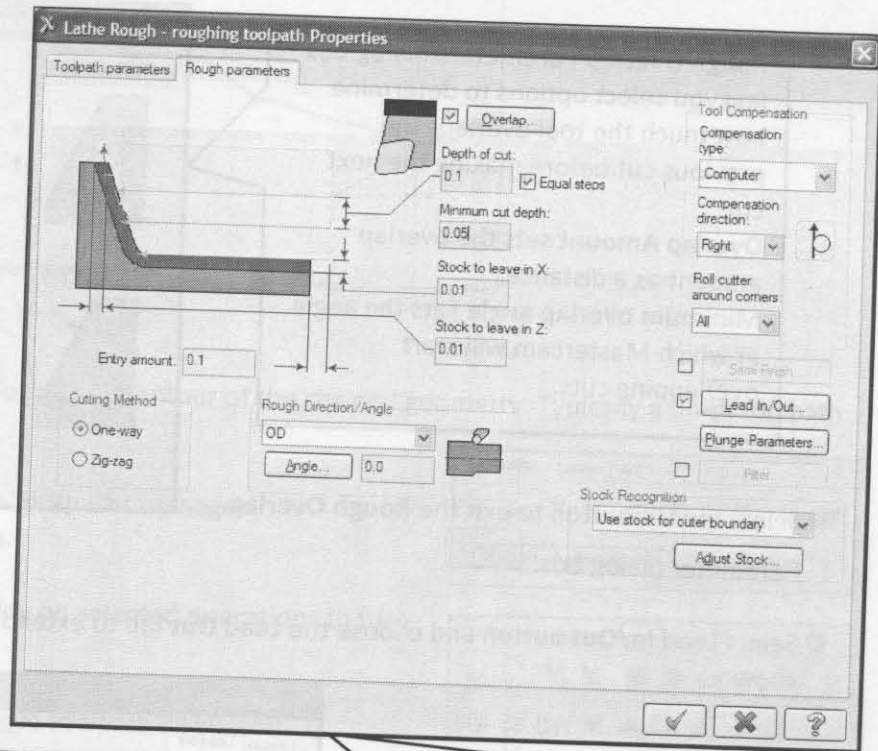 Lathe Rough - roughing toolpath Properties
Toolpath parameters
Rough parameters
Overlap...
Depth of cut:
0.1
Equal steps
Minimum cut depth:
0.05
Stock to leave in X:
0.01
Stock to leave in Z:
0.01
Entry amount:
0.1
Cutting Method
One-way
Zig-zag
Rough Direction/Angle
OD
Angle...
0.0
Tool Compensation
Compensation
type:
Computer
Compensation
direction:
Right
Roll cutter
around corners:
All
Semi Finish
Lead In/Out...
Plunge Parameters...
Filter
Stock Recognition
Use stock for outer boundary
Adjust Stock...